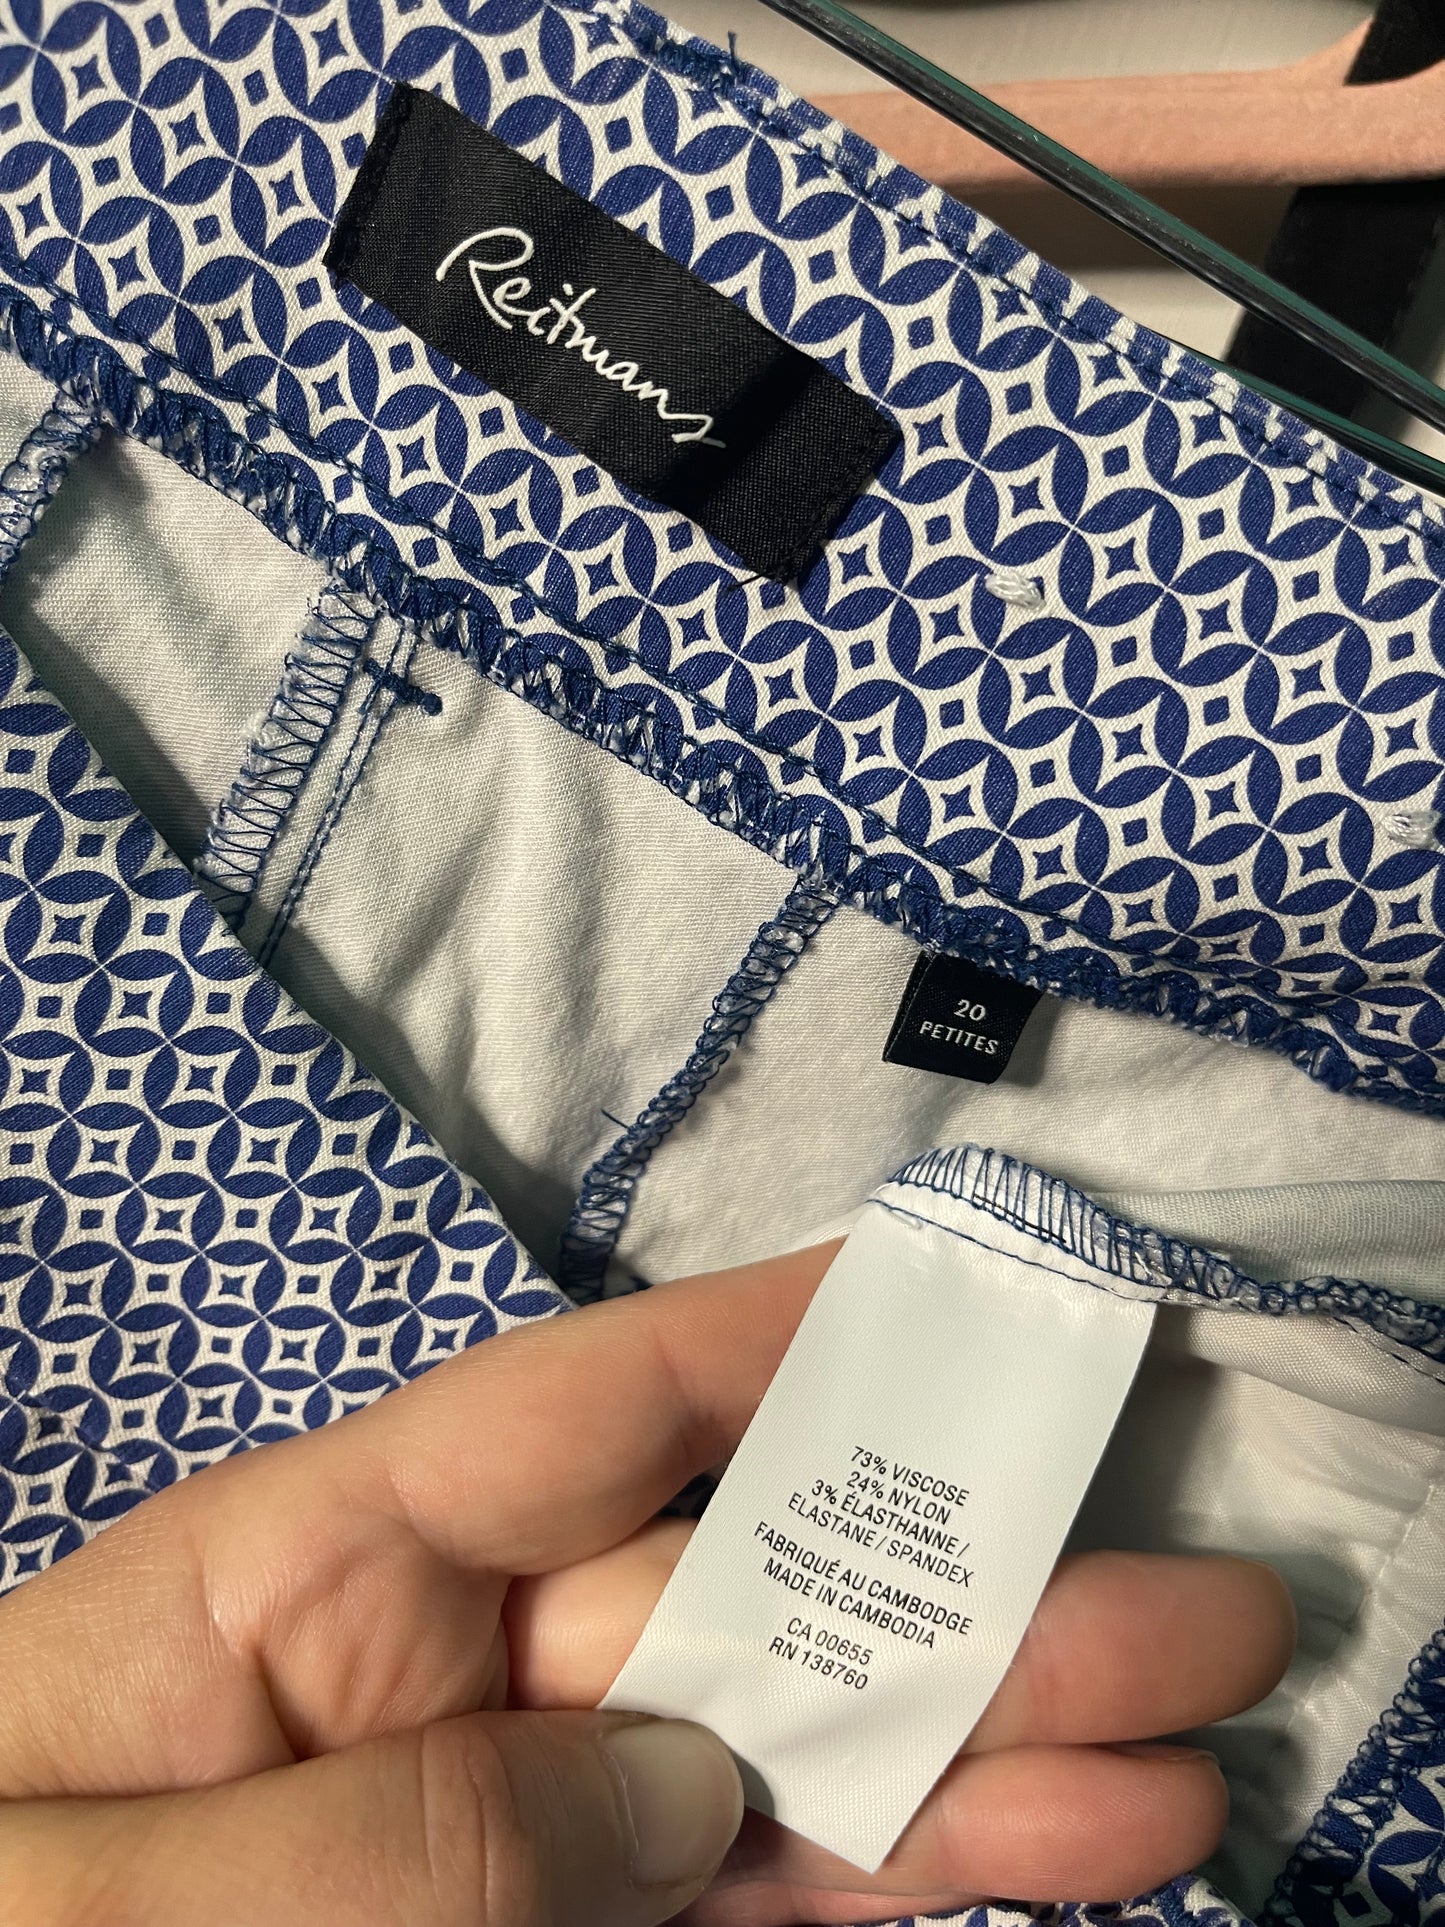 Reitmans
20
PETITES
73% VISCOSE
24% NYLON
3% ÉLASTHANNE /
ELASTANE / SPANDEX
FABRIQUÉ AU CAMBODGE
MADE IN CAMBODIA
CA 00655
RN 138760